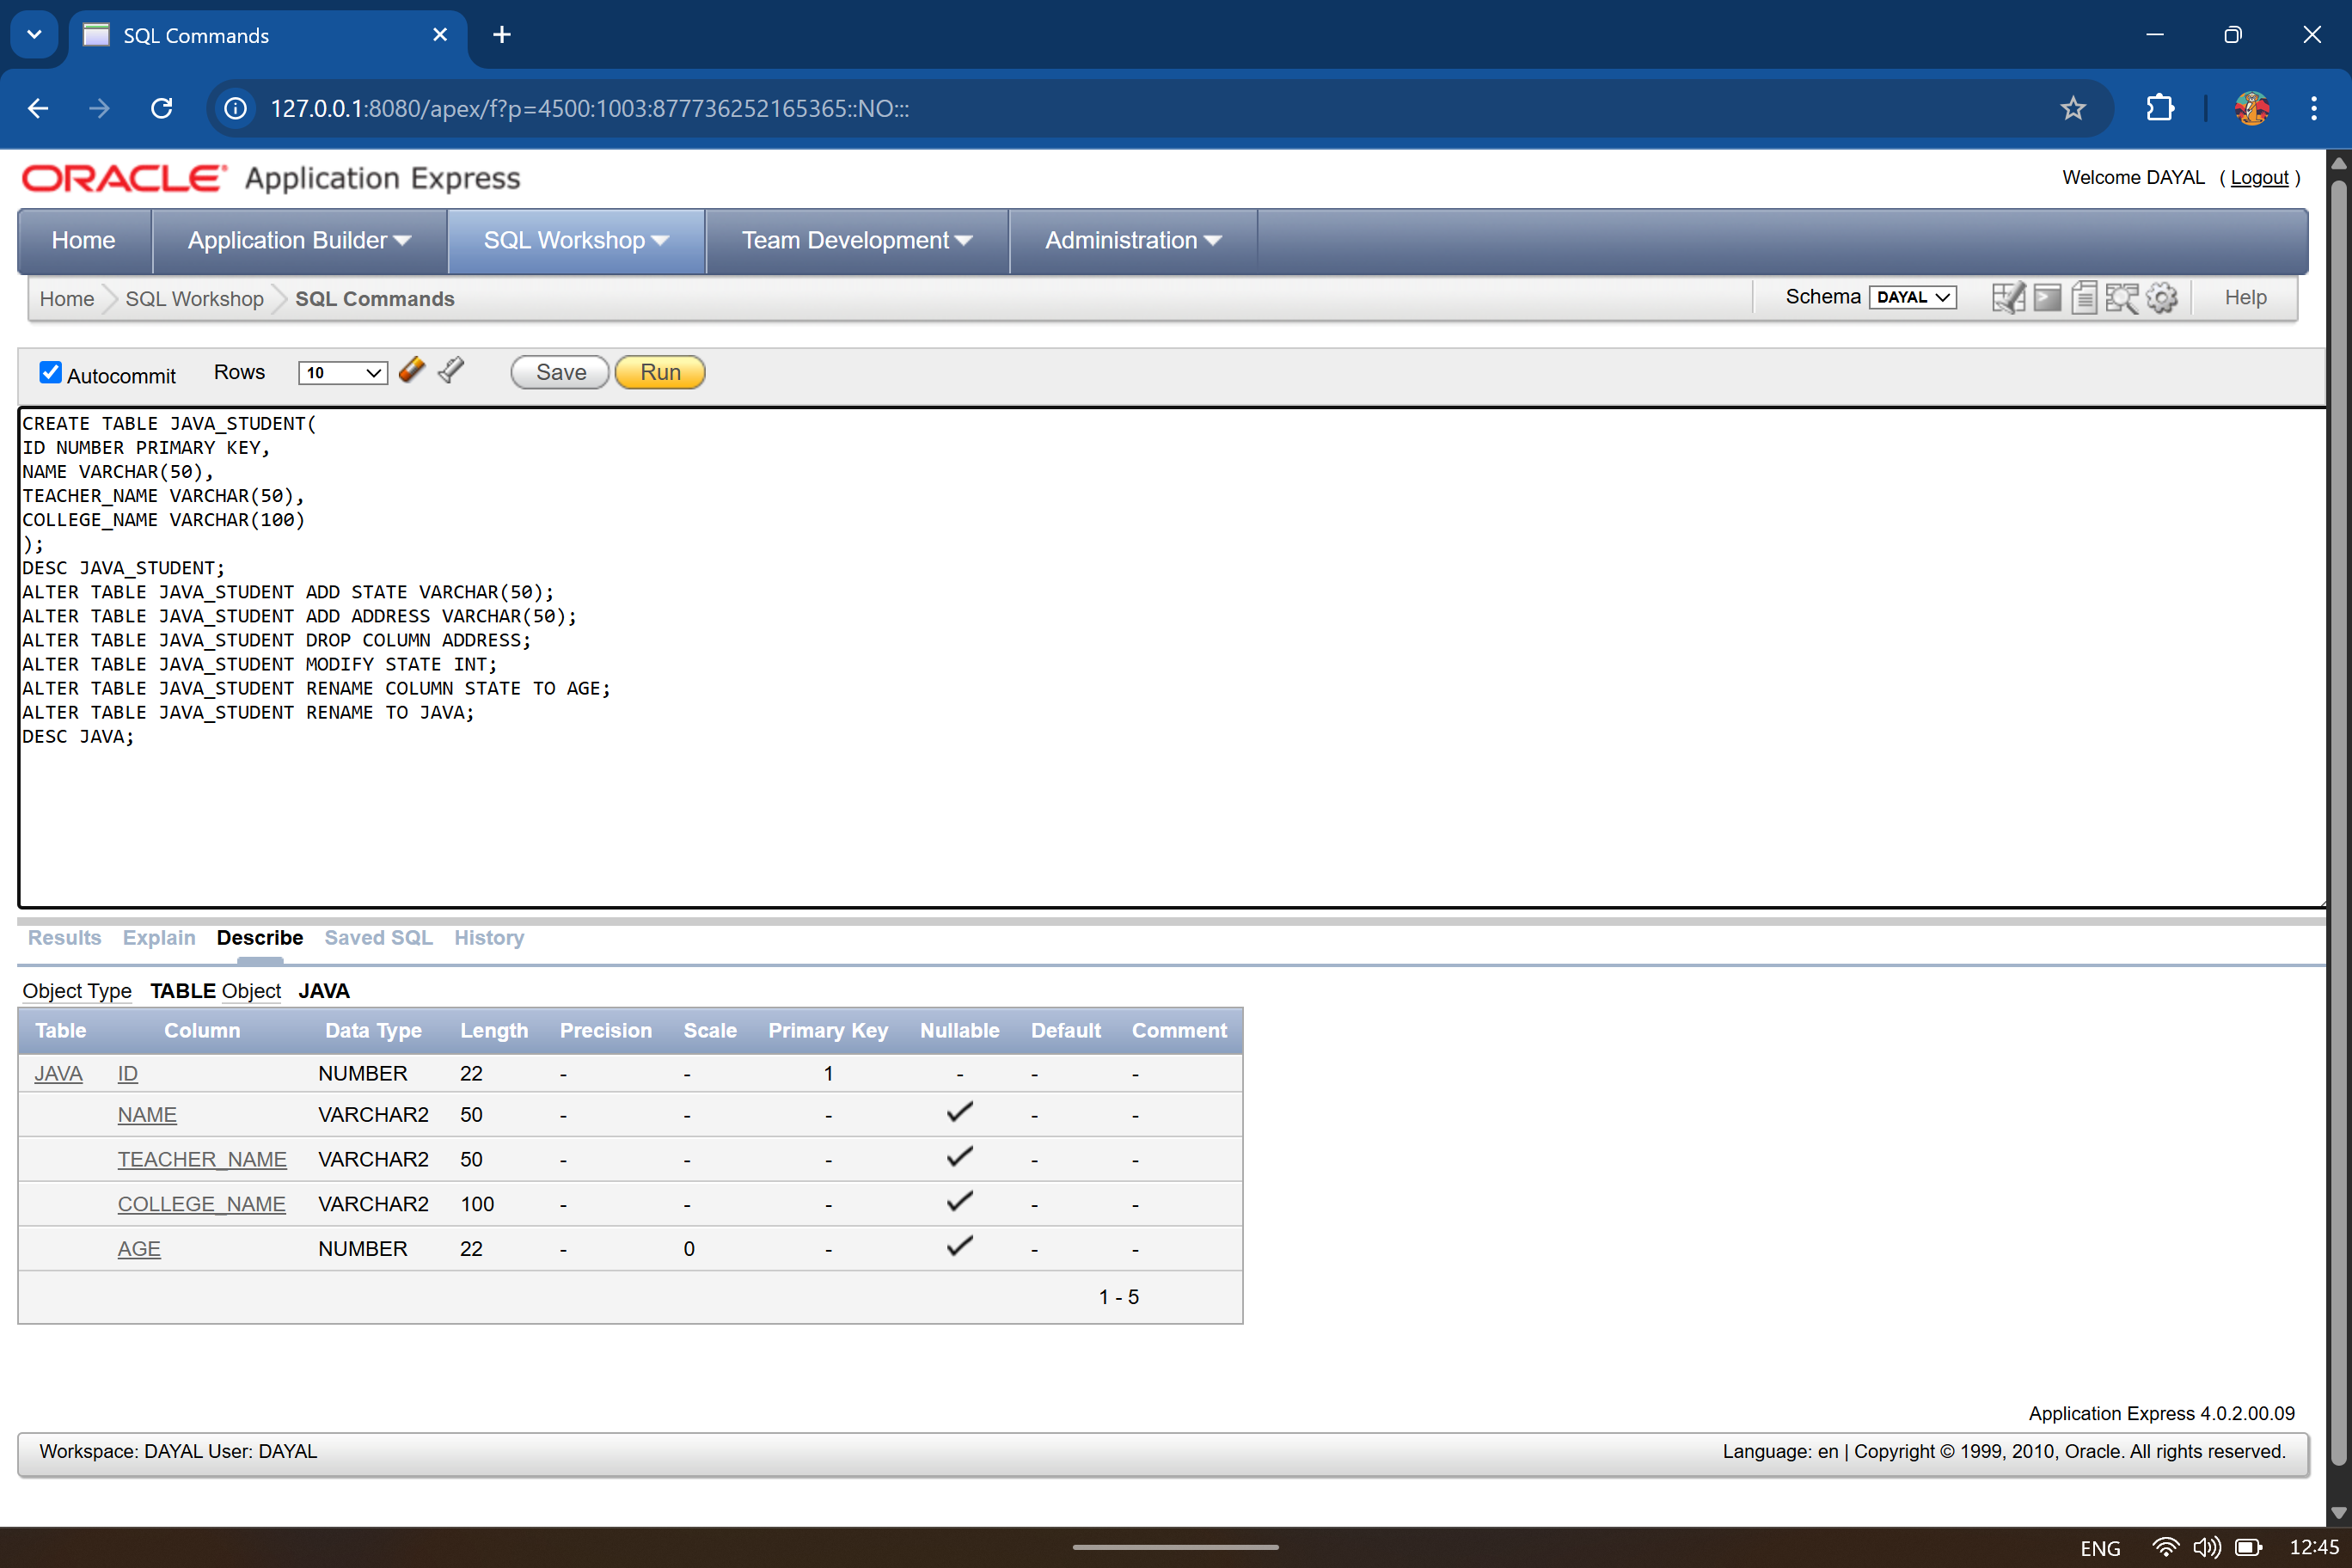 SQL Commands
127.0.0.1:8080/apex/f?p=4500:1003:877736252165365::NO:::
ORACLE Application Express
Welcome DAYAL ( Logout )
Home Application Builder SQL Workshop Team Development Administration
Home SQL Workshop SQL Commands Schema DAYAL Help
Autocommit Rows 10 Save Run
CREATE TABLE JAVA_STUDENT(
ID NUMBER PRIMARY KEY,
NAME VARCHAR(50),
TEACHER_NAME VARCHAR(50),
COLLEGE_NAME VARCHAR(100)
);
DESC JAVA_STUDENT;
ALTER TABLE JAVA_STUDENT ADD STATE VARCHAR(50);
ALTER TABLE JAVA_STUDENT ADD ADDRESS VARCHAR(50);
ALTER TABLE JAVA_STUDENT DROP COLUMN ADDRESS;
ALTER TABLE JAVA_STUDENT MODIFY STATE INT;
ALTER TABLE JAVA_STUDENT RENAME COLUMN STATE TO AGE;
ALTER TABLE JAVA_STUDENT RENAME TO JAVA;
DESC JAVA;
Results Explain Describe Saved SQL History
Object Type TABLE Object JAVA
Table Column Data Type Length Precision Scale Primary Key Nullable Default Comment
JAVA ID NUMBER 22 - - 1 - - -
NAME VARCHAR2 50 - - - ✓ - -
TEACHER_NAME VARCHAR2 50 - - - ✓ - -
COLLEGE_NAME VARCHAR2 100 - - - ✓ - -
AGE NUMBER 22 - 0 - ✓ - -
1 - 5
Application Express 4.0.2.00.09
Workspace: DAYAL User: DAYAL
Language: en | Copyright © 1999, 2010, Oracle. All rights reserved.
ENG 12:45